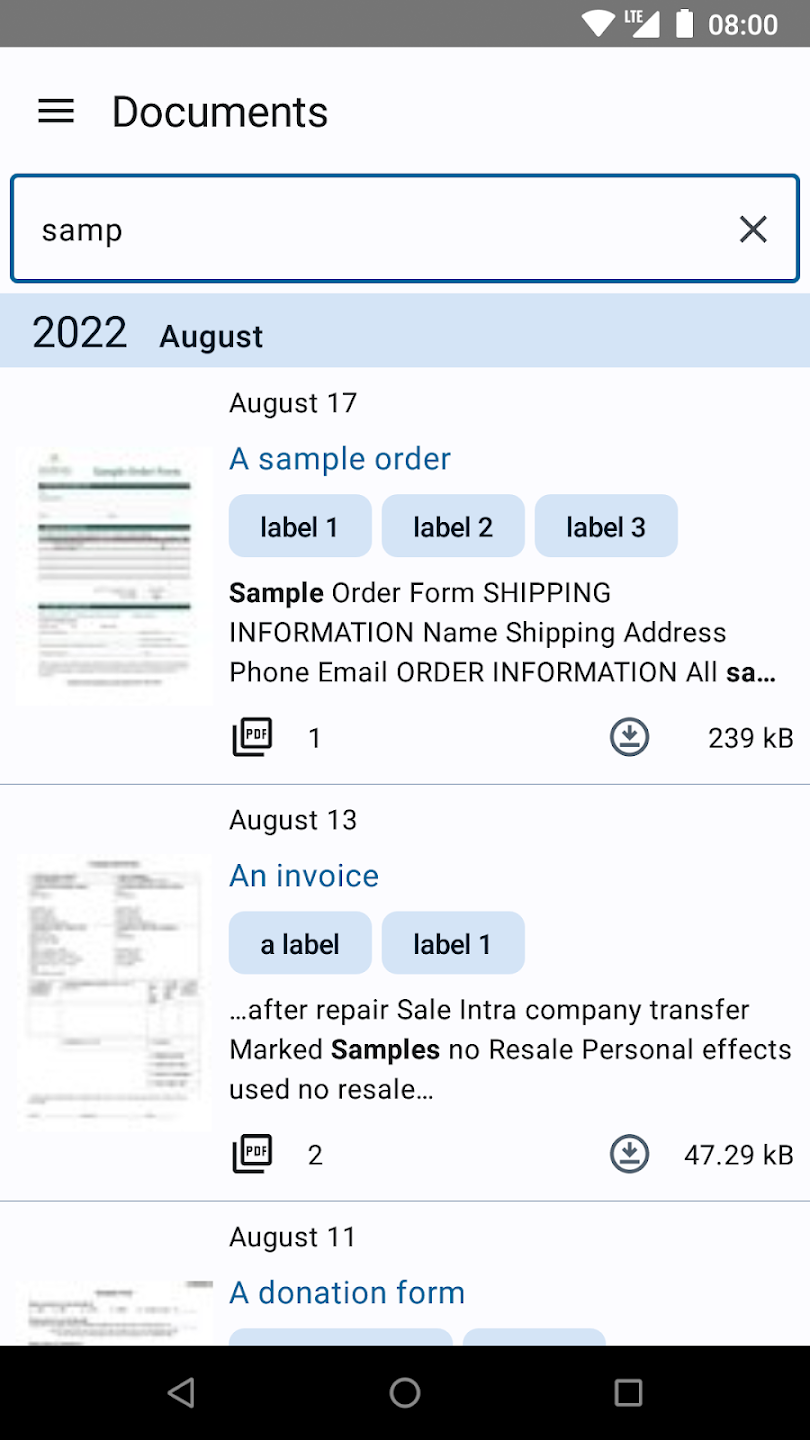 LTE 08:00
Documents
samp
2022 August
August 17
A sample order
label 1 label 2 label 3
Sample Order Form SHIPPING
INFORMATION Name Shipping Address
Phone Email ORDER INFORMATION All sa…
PDF 1 239 kB
August 13
An invoice
a label label 1
…after repair Sale Intra company transfer
Marked Samples no Resale Personal effects
used no resale…
PDF 2 47.29 kB
August 11
A donation form